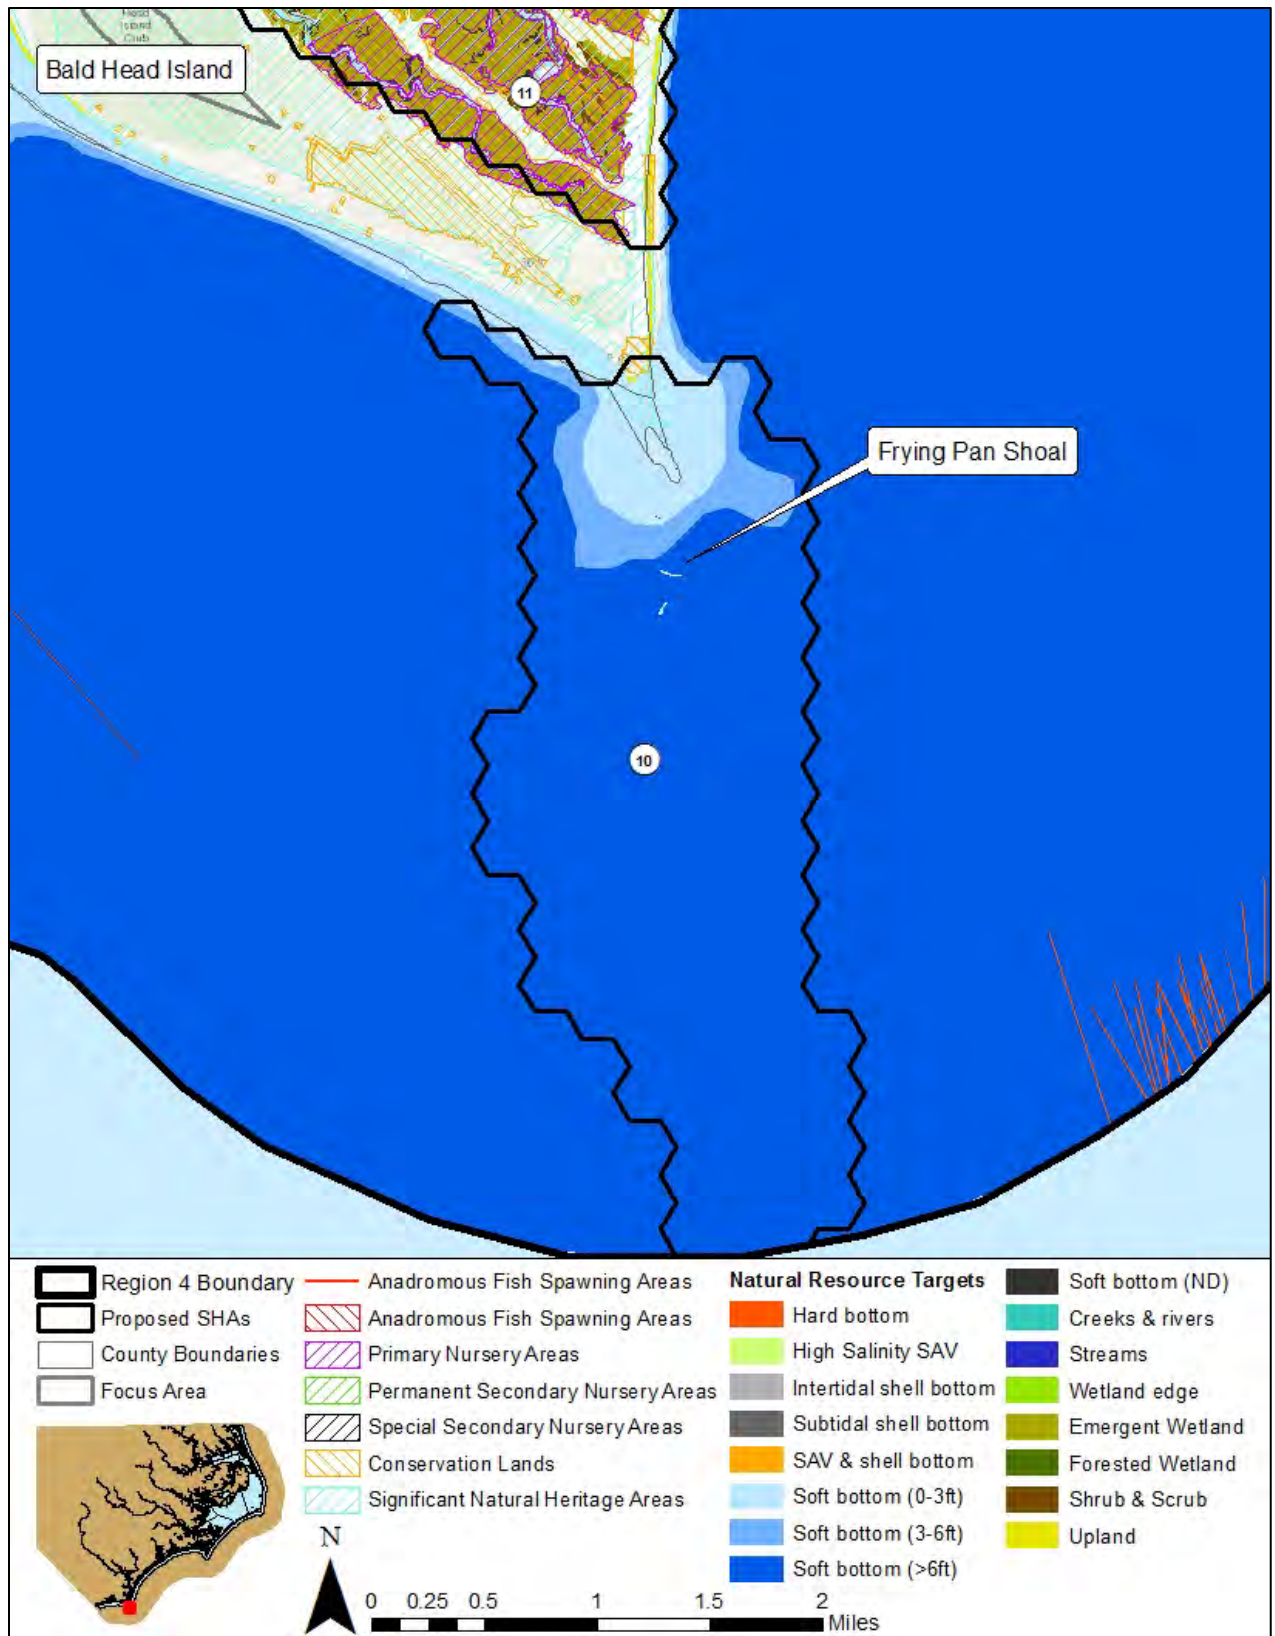 Head
Island
Club
Bald Head Island
11
Frying Pan Shoal
10
Region 4 Boundary
Proposed SHAs
County Boundaries
Focus Area
Anadromous Fish Spawning Areas
Anadromous Fish Spawning Areas
Primary Nursery Areas
Permanent Secondary Nursery Areas
Special Secondary Nursery Areas
Conservation Lands
Significant Natural Heritage Areas
Natural Resource Targets
Hard bottom
High Salinity SAV
Intertidal shell bottom
Subtidal shell bottom
SAV & shell bottom
Soft bottom (0-3ft)
Soft bottom (3-6ft)
Soft bottom (>6ft)
Soft bottom (ND)
Creeks & rivers
Streams
Wetland edge
Emergent Wetland
Forested Wetland
Shrub & Scrub
Upland
N
0 0.25 0.5 1 1.5 2
Miles